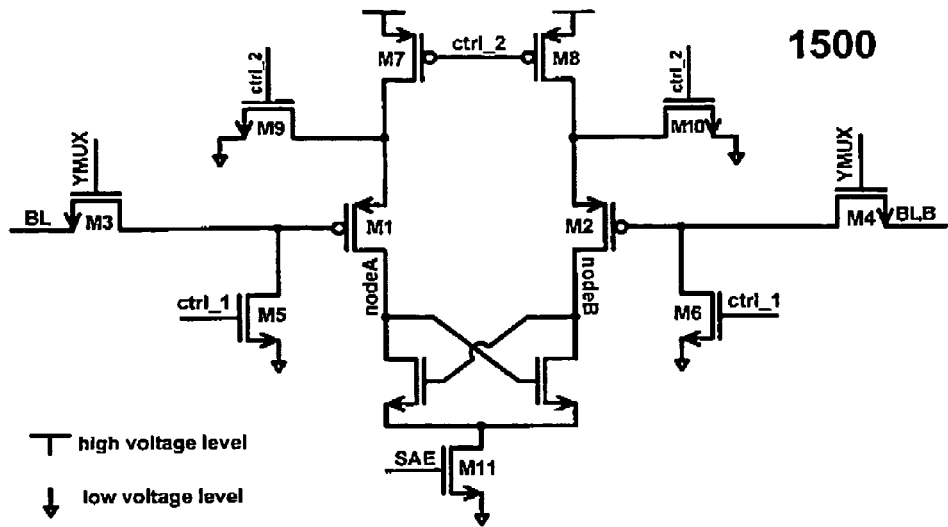 1500
ctrl_2
M7
M8
ctrl_2
ctrl_2
M9
M10
YMUX
YMUX
BL
M3
M1
M2
M4
BLB
nodeA
nodeB
ctrl_1
M5
M6
ctrl_1
high voltage level
SAE
M11
low voltage level